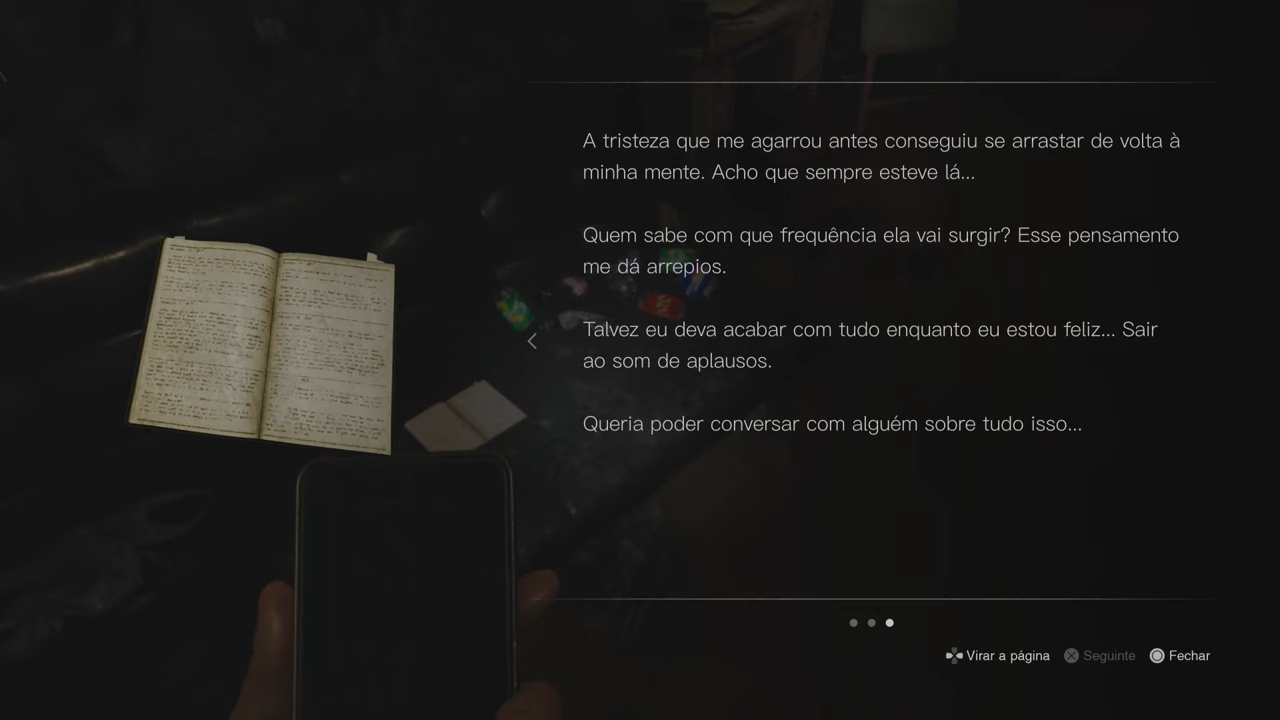 A tristeza que me agarrou antes conseguiu se arrastar de volta à
minha mente. Acho que sempre esteve lá...
Quem sabe com que frequência ela vai surgir? Esse pensamento
me dá arrepios.
Talvez eu deva acabar com tudo enquanto eu estou feliz... Sair
ao som de aplausos.
Queria poder conversar com alguém sobre tudo isso...
Virar a página Seguinte Fechar